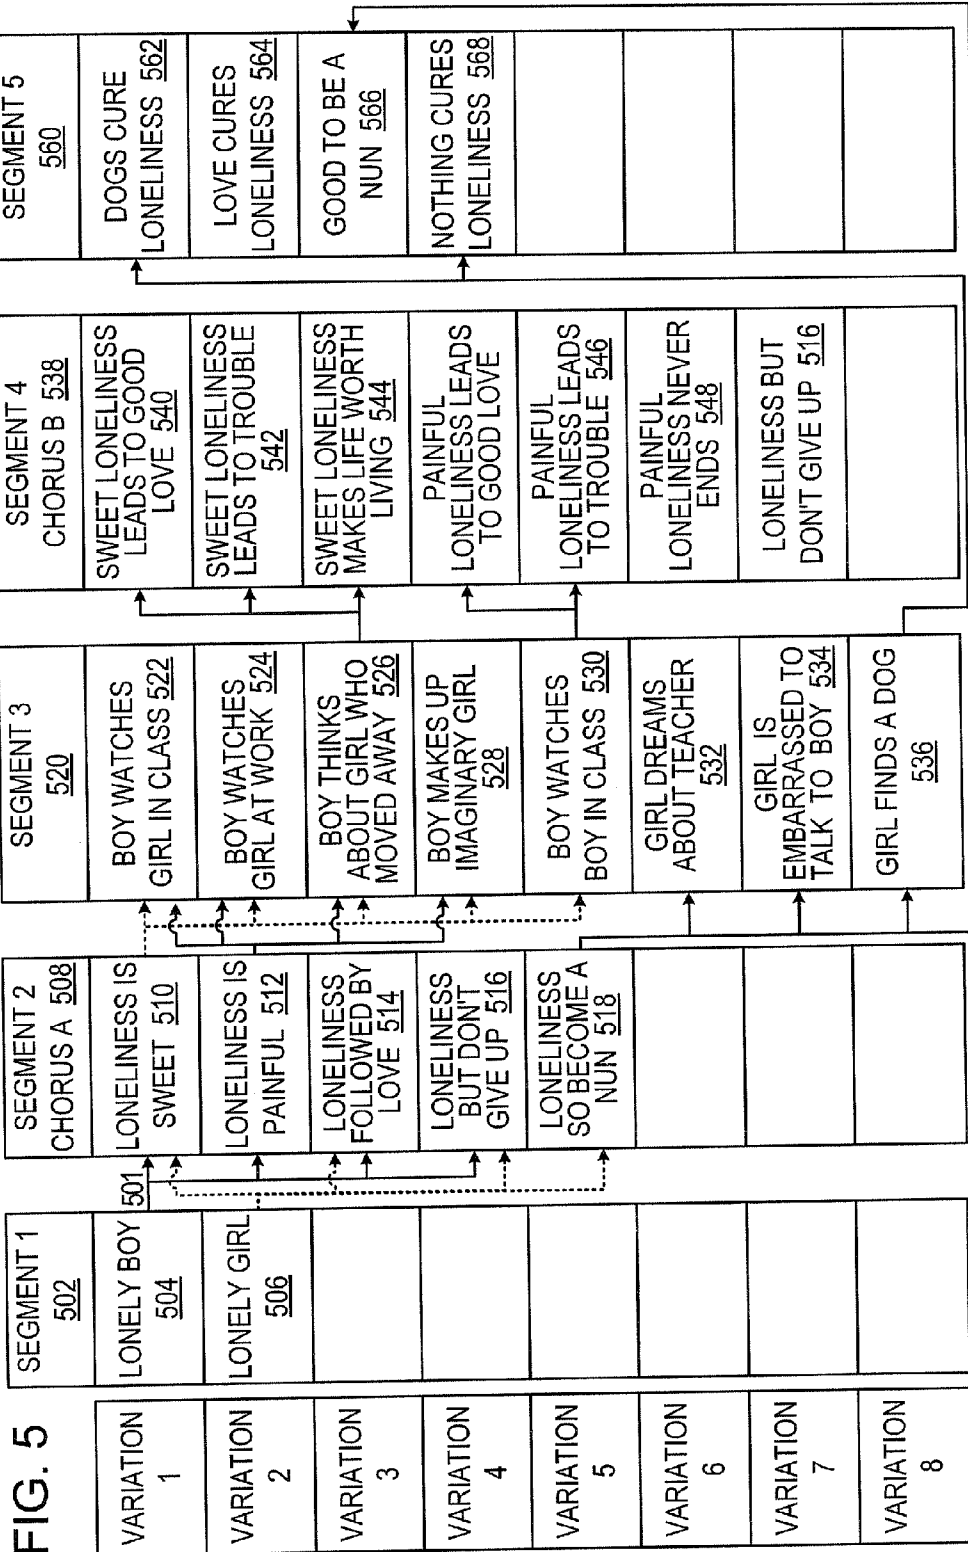 FIG. 5
VARIATION
1
VARIATION
2
VARIATION
3
VARIATION
4
VARIATION
5
VARIATION
6
VARIATION
7
VARIATION
8
SEGMENT 1
502
LONELY BOY
504
LONELY GIRL
506
501
SEGMENT 2
CHORUS A 508
LONELINESS IS
SWEET 510
LONELINESS IS
PAINFUL 512
LONELINESS
FOLLOWED BY
LOVE 514
LONELINESS
BUT DON'T
GIVE UP 516
LONELINESS
SO BECOME A
NUN 518
SEGMENT 3
520
BOY WATCHES
GIRL IN CLASS 522
BOY WATCHES
GIRL AT WORK 524
BOY THINKS
ABOUT GIRL WHO
MOVED AWAY 526
BOY MAKES UP
IMAGINARY GIRL
528
BOY WATCHES
BOY IN CLASS 530
GIRL DREAMS
ABOUT TEACHER
532
GIRL IS
EMBARRASSED TO
TALK TO BOY 534
GIRL FINDS A DOG
536
SEGMENT 4
CHORUS B 538
SWEET LONELINESS
LEADS TO GOOD
LOVE 540
SWEET LONELINESS
LEADS TO TROUBLE
542
SWEET LONELINESS
MAKES LIFE WORTH
LIVING 544
PAINFUL
LONELINESS LEADS
TO GOOD LOVE
PAINFUL
LONELINESS LEADS
TO TROUBLE 546
PAINFUL
LONELINESS NEVER
ENDS 548
LONELINESS BUT
DON'T GIVE UP 516
SEGMENT 5
560
DOGS CURE
LONELINESS 562
LOVE CURES
LONELINESS 564
GOOD TO BE A
NUN 566
NOTHING CURES
LONELINESS 568